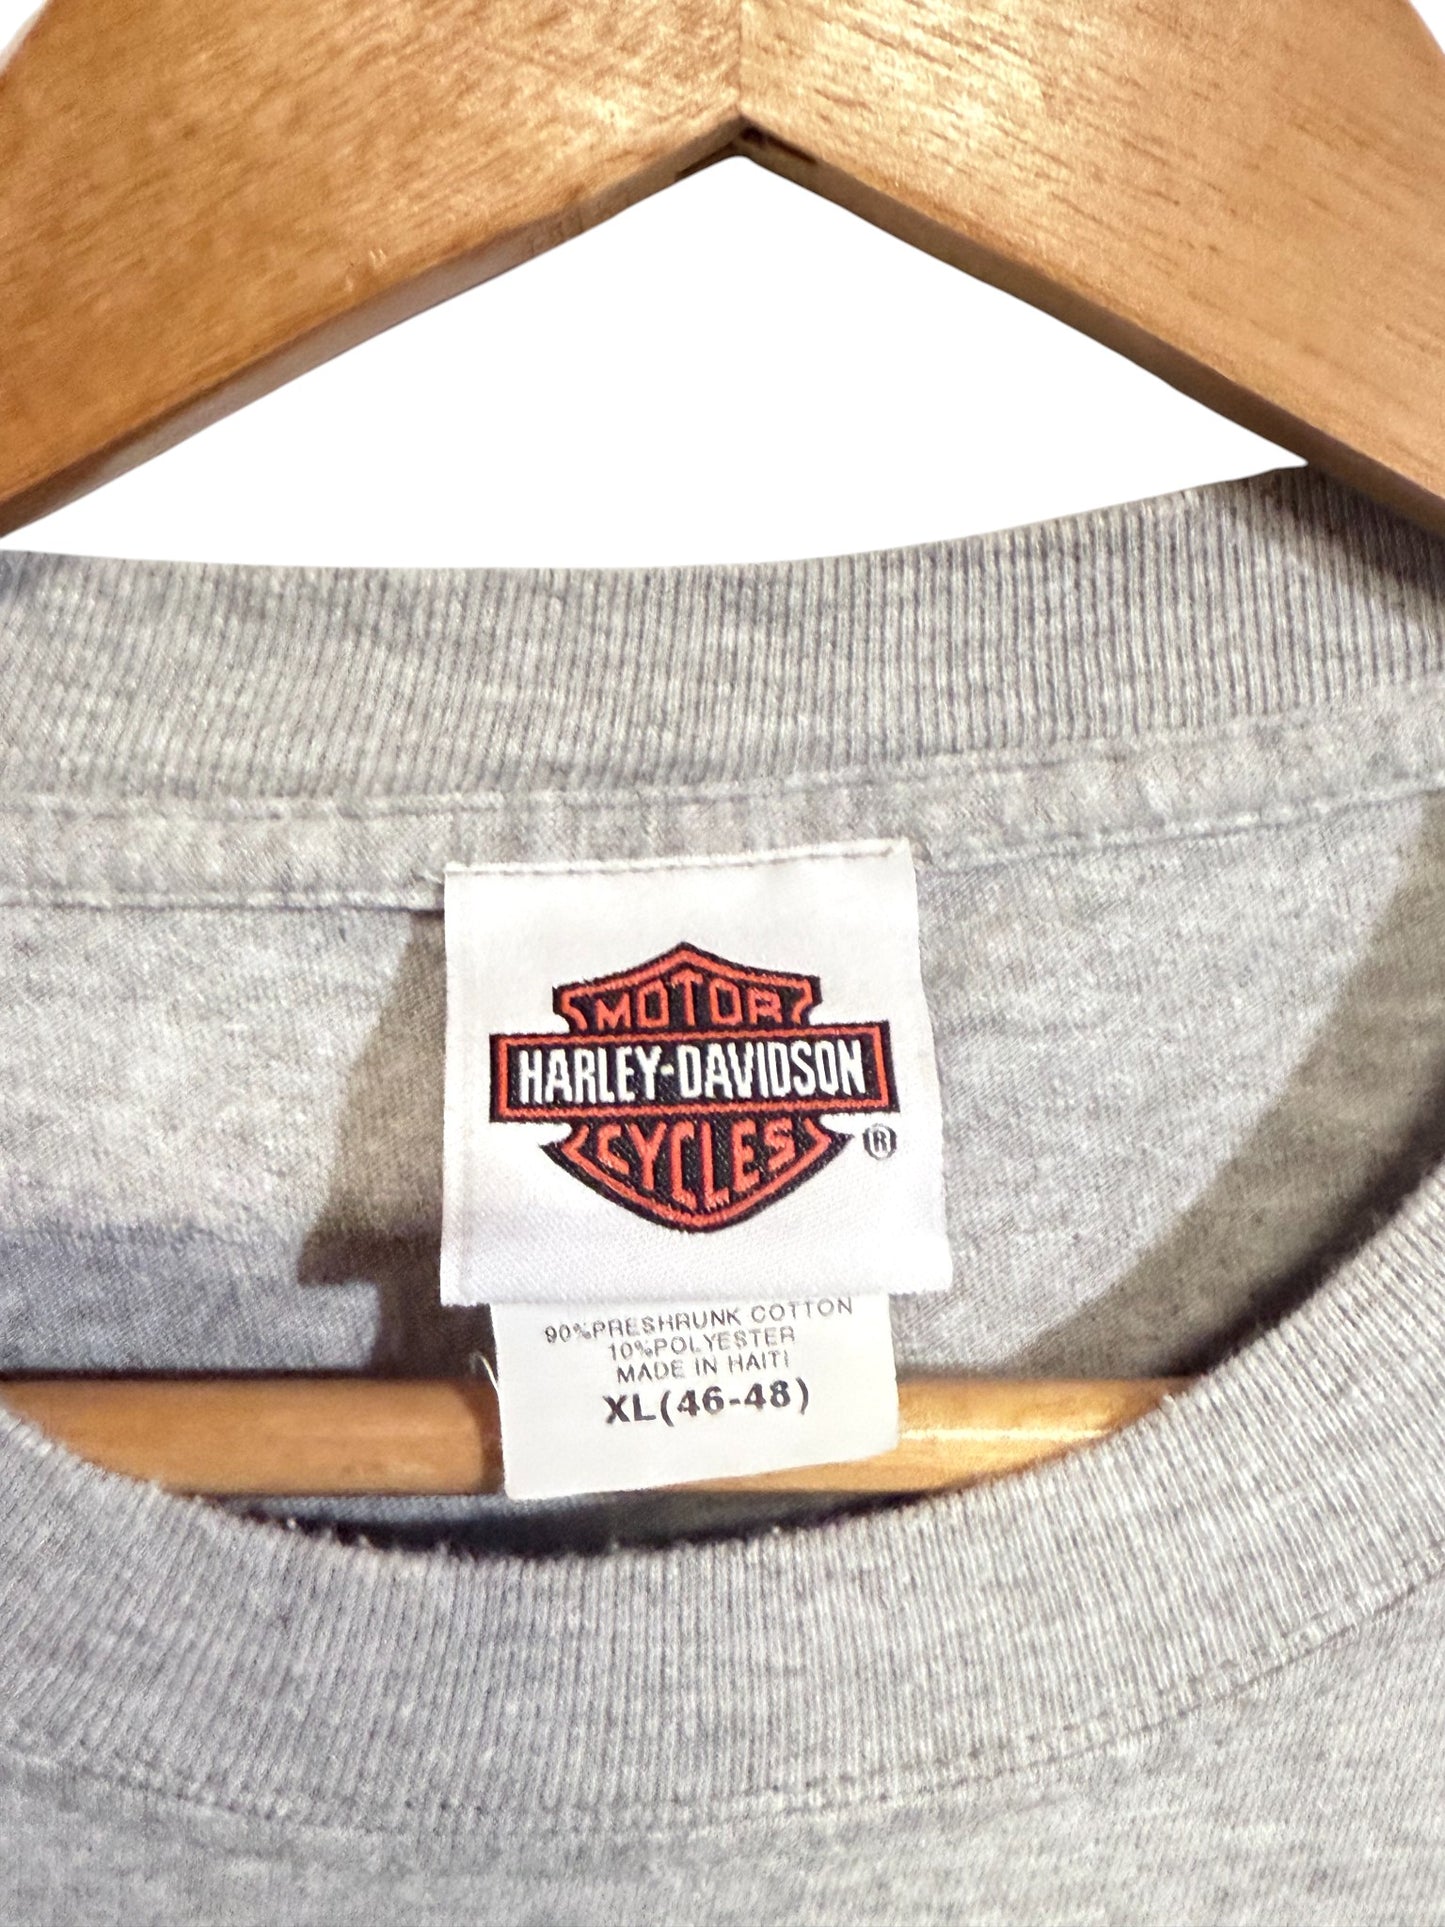 MOTOR
HARLEY-DAVIDSON
CYCLES
®
90%PRESHRUNK COTTON
10%POLYESTER
MADE IN HAITI
XL(46-48)